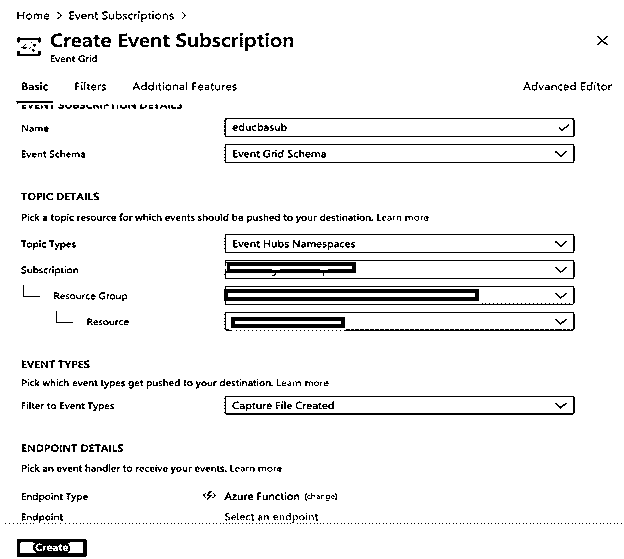 Home > Event Subscriptions >
Create Event Subscription
Event Grid
Basic Filters Additional Features Advanced Editor
EVENT SUBSCRIPTION DETAILS
Name educbasub
Event Schema Event Grid Schema
TOPIC DETAILS
Pick a topic resource for which events should be pushed to your destination. Learn more
Topic Types Event Hubs Namespaces
Subscription
Resource Group
Resource
EVENT TYPES
Pick which event types get pushed to your destination. Learn more
Filter to Event Types Capture File Created
ENDPOINT DETAILS
Pick an event handler to receive your events. Learn more
Endpoint Type Azure Function (change)
Endpoint Select an endpoint
Create